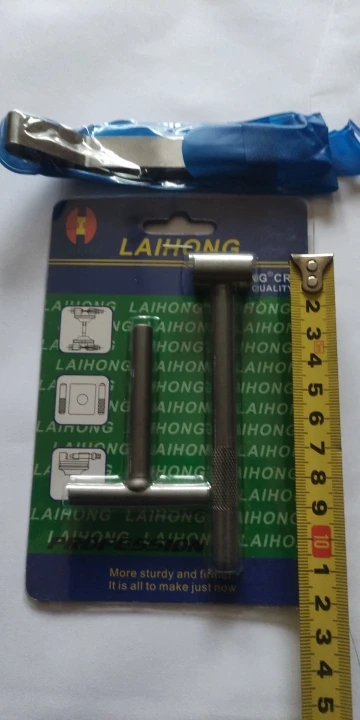 LAIHONG
NG® CR
QUALITY
LAIHONG LAIHONG LAIHONG
LAIHONG
LAIHONG
LAIHONG
LAIHONG
LAIHONG
PROFESSION
More sturdy and
It is all to make just now
2
3
4
5
6
7
8
9
10
1
2
3
4
5